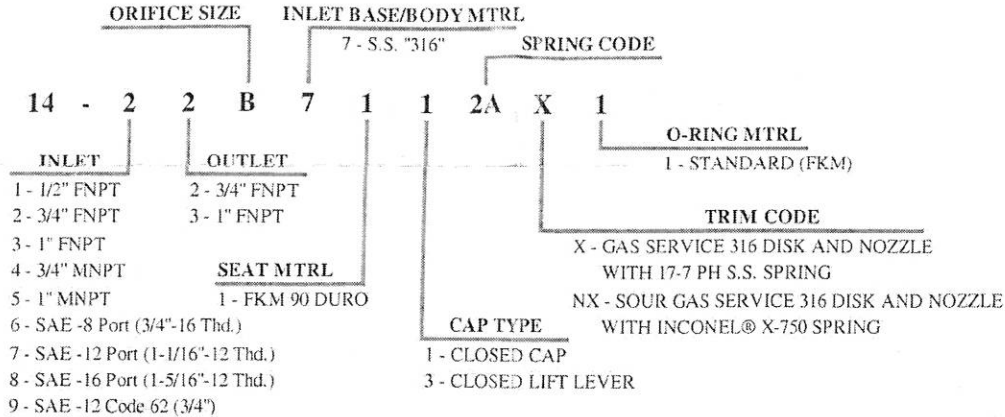 ORIFICE SIZE
INLET BASE/BODY MTRL
7 - S.S. "316"
SPRING CODE
14 - 2 2 B 7 1 1 2A X 1
O-RING MTRL
1 - STANDARD (FKM)
INLET
1 - 1/2" FNPT
2 - 3/4" FNPT
3 - 1" FNPT
4 - 3/4" MNPT
5 - 1" MNPT
6 - SAE -8 Port (3/4"-16 Thd.)
7 - SAE -12 Port (1-1/16"-12 Thd.)
8 - SAE -16 Port (1-5/16"-12 Thd.)
9 - SAE -12 Code 62 (3/4")
OUTLET
2 - 3/4" FNPT
3 - 1" FNPT
SEAT MTRL
1 - FKM 90 DURO
CAP TYPE
1 - CLOSED CAP
3 - CLOSED LIFT LEVER
TRIM CODE
X - GAS SERVICE 316 DISK AND NOZZLE
WITH 17-7 PH S.S. SPRING
NX - SOUR GAS SERVICE 316 DISK AND NOZZLE
WITH INCONEL® X-750 SPRING